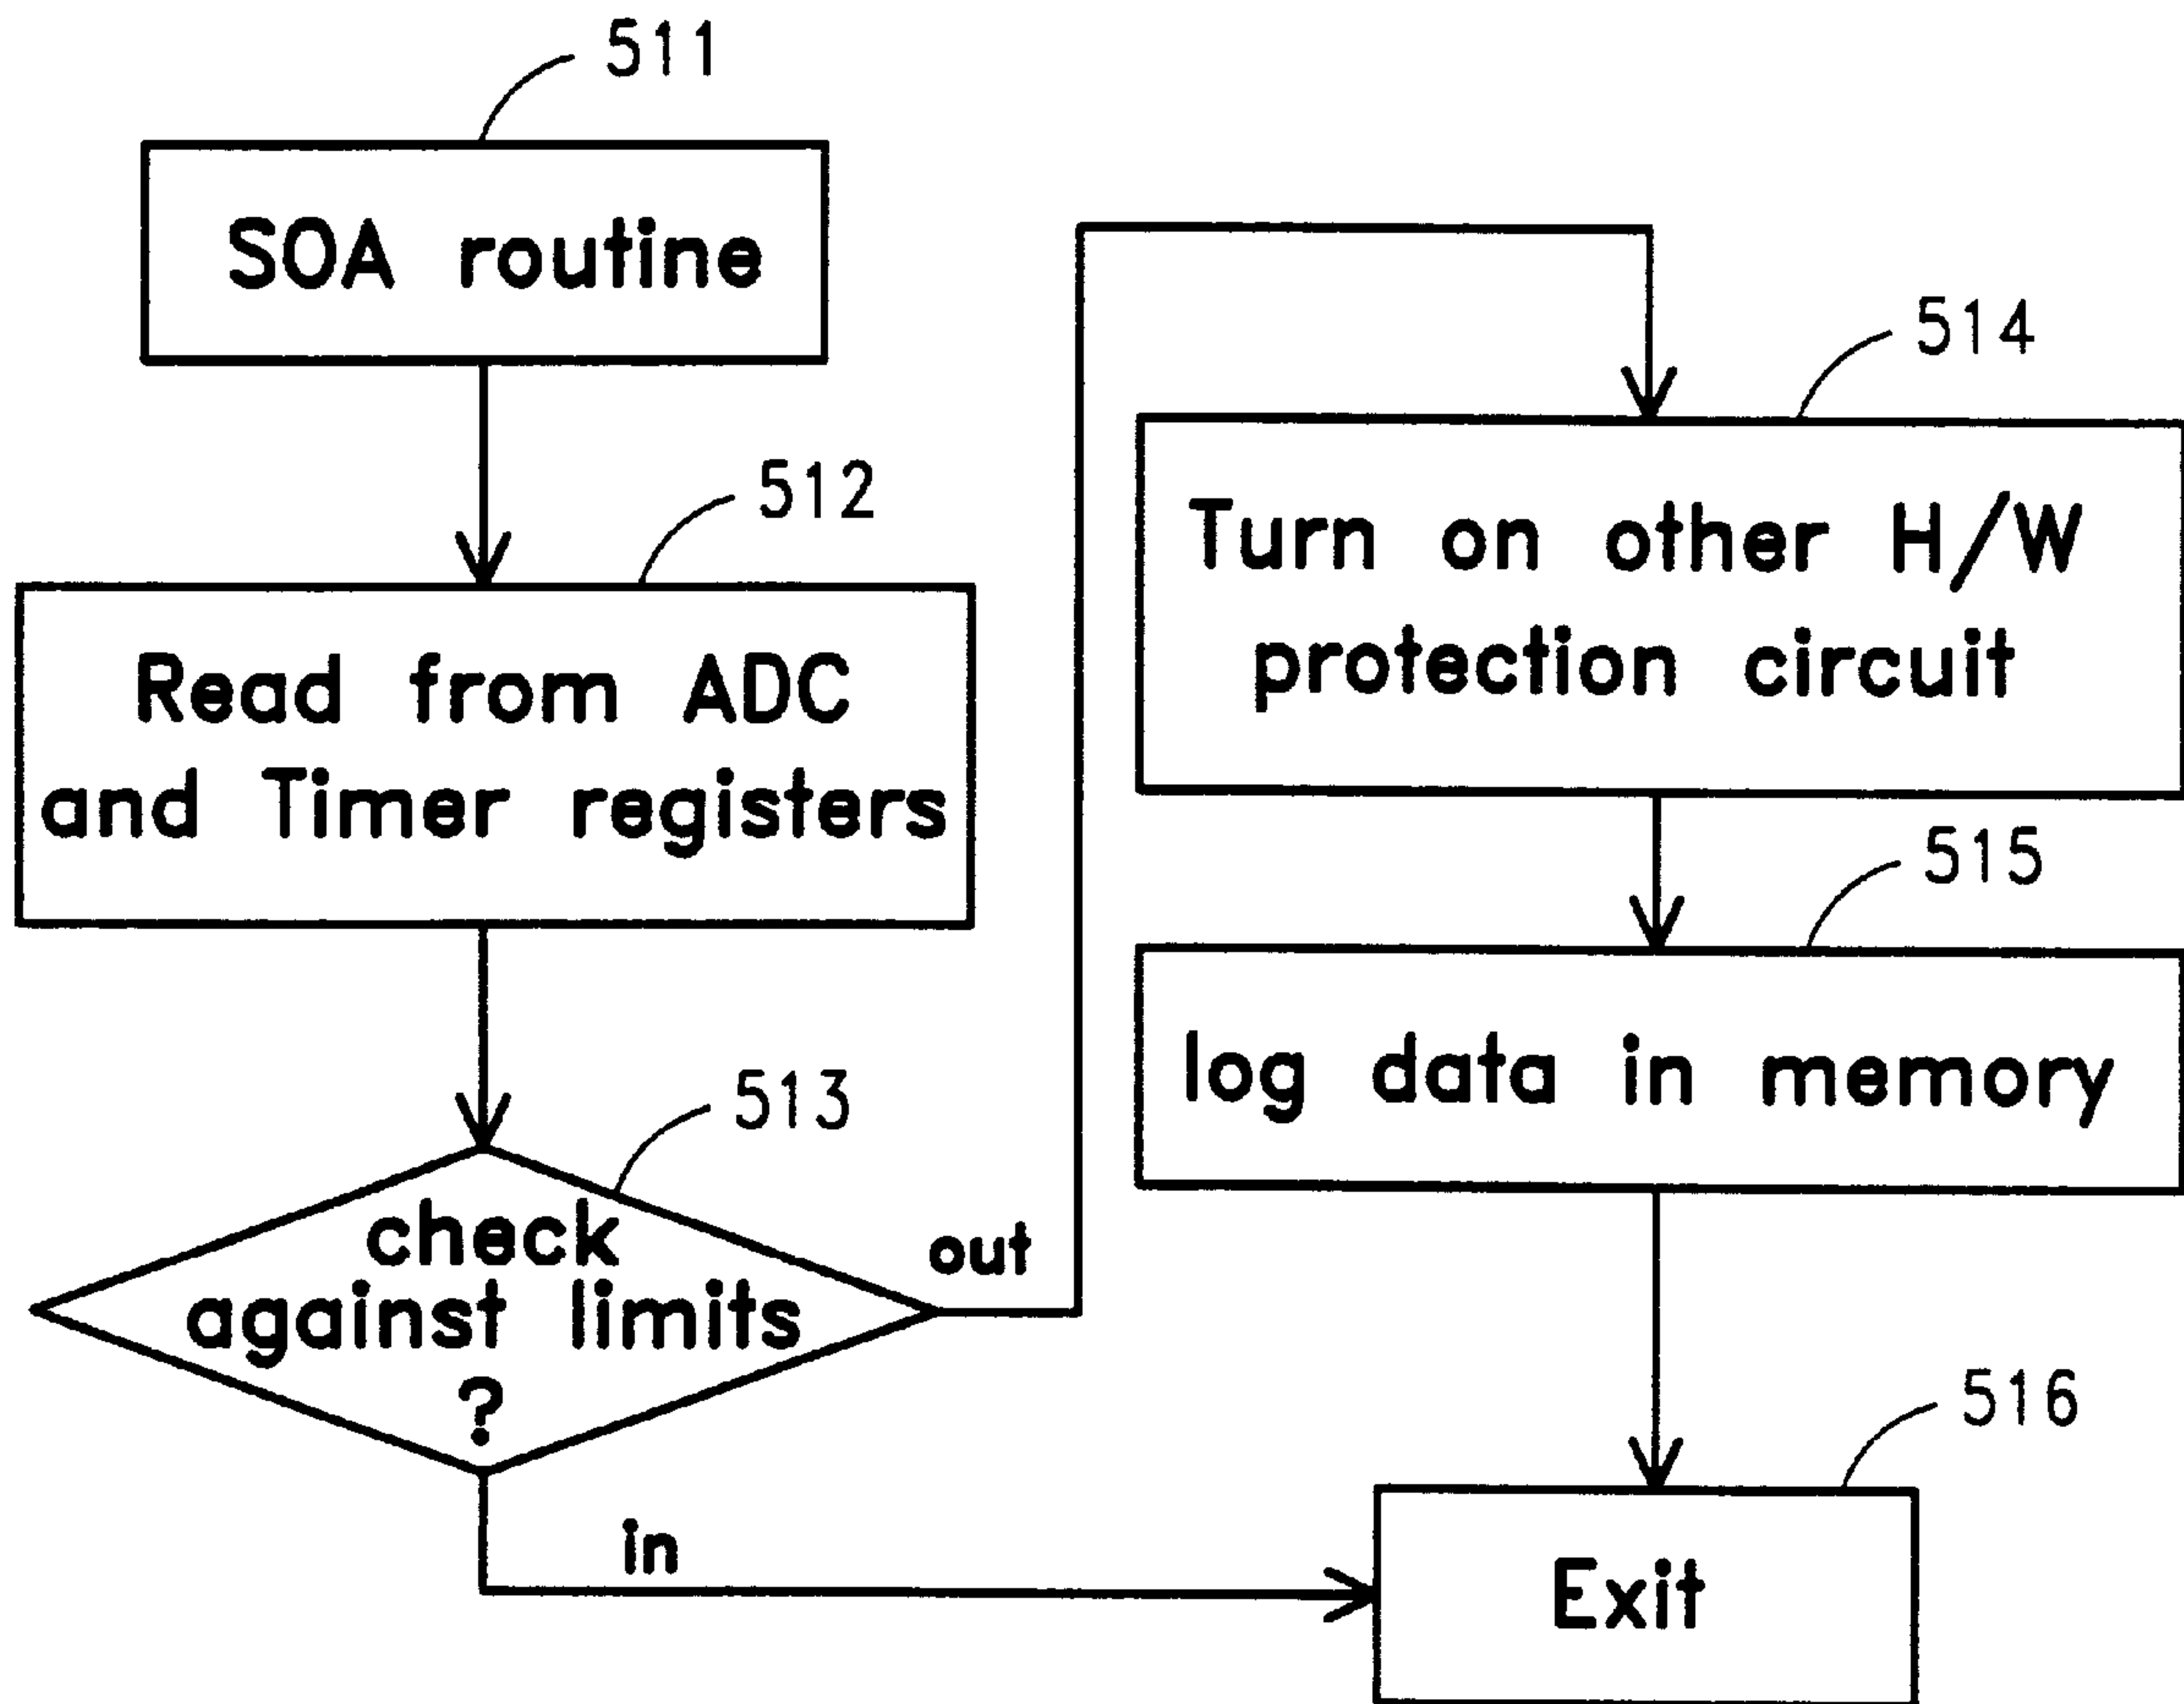 511
SOA routine
512
Read from ADC
and Timer registers
513
check
against limits
?
out
in
514
Turn on other H/W
protection circuit
515
log data in memory
516
Exit